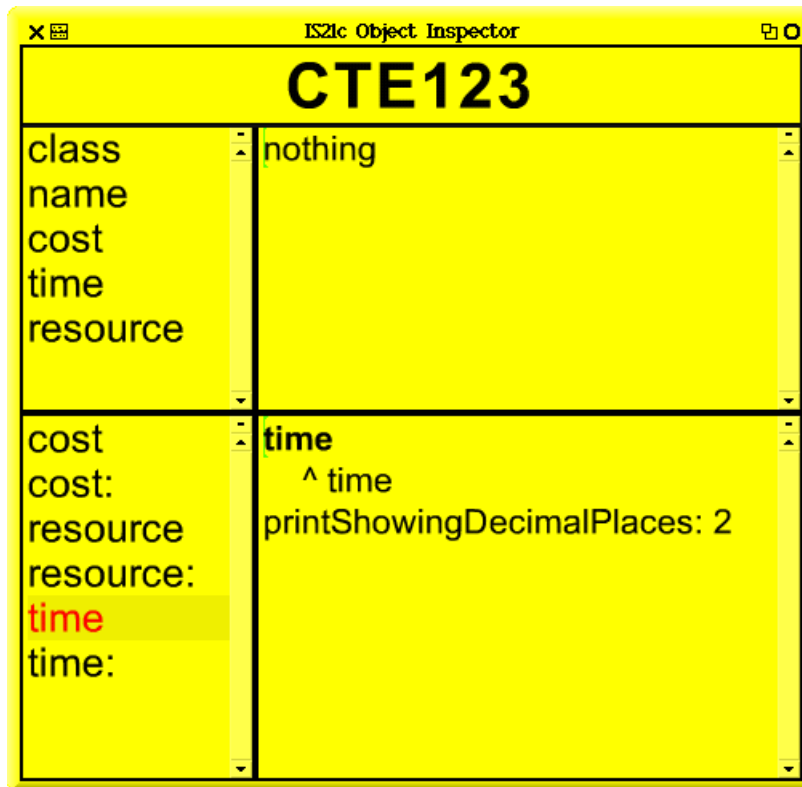 IS2lc Object Inspector
CTE123
class
name
cost
time
resource
nothing
cost
cost:
resource
resource:
time
time:
time
^ time
printShowingDecimalPlaces: 2